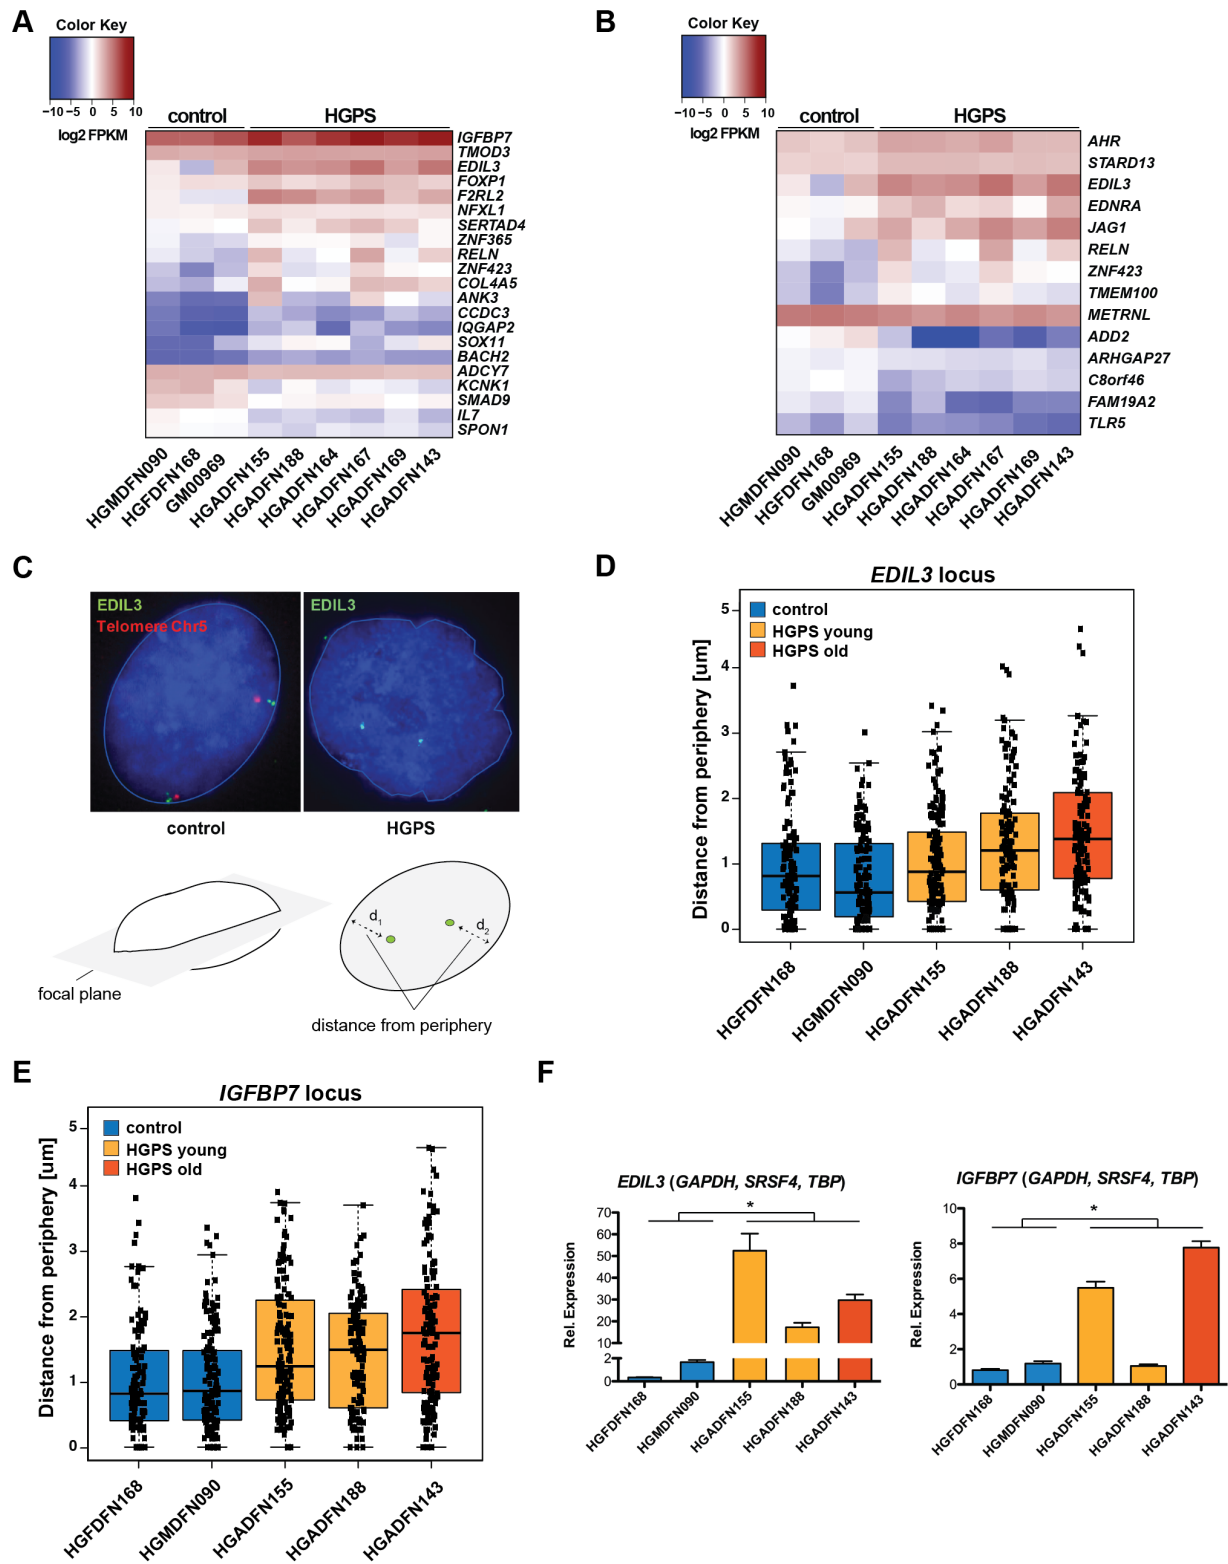 A
Color Key
−10 −5 0 5 10
log2 FPKM
control
HGPS
IGFBP7
TMOD3
EDIL3
FOXP1
F2RL2
NFXL1
SERTAD4
ZNF365
RELN
ZNF423
COL4A5
ANK3
CCDC3
IQGAP2
SOX11
BACH2
ADCY7
KCNK1
SMAD9
IL7
SPON1
HGMDFN090
HGFDFN168
GM00969
HGADFN155
HGADFN188
HGADFN164
HGADFN167
HGADFN169
HGADFN143
B
Color Key
−10 −5 0 5 10
log2 FPKM
control
HGPS
AHR
STARD13
EDIL3
EDNRA
JAG1
RELN
ZNF423
TMEM100
METRNL
ADD2
ARHGAP27
C8orf46
FAM19A2
TLR5
HGMDFN090
HGFDFN168
GM00969
HGADFN155
HGADFN188
HGADFN164
HGADFN167
HGADFN169
HGADFN143
C
EDIL3
Telomere Chr5
EDIL3
control
HGPS
focal plane
d1
d2
distance from periphery
D
EDIL3 locus
control
HGPS young
HGPS old
Distance from periphery [um]
5
4
3
2
1
0
HGFDFN168
HGMDFN090
HGADFN155
HGADFN188
HGADFN143
E
IGFBP7 locus
control
HGPS young
HGPS old
Distance from periphery [um]
5
4
3
2
1
0
HGFDFN168
HGMDFN090
HGADFN155
HGADFN188
HGADFN143
F
EDIL3 (GAPDH, SRSF4, TBP)
*
Rel. Expression
70
60
50
40
30
20
10
2
0
HGFDFN168
HGMDFN090
HGADFN155
HGADFN188
HGADFN143
IGFBP7 (GAPDH, SRSF4, TBP)
*
Rel. Expression
10
8
6
4
2
0
HGFDFN168
HGMDFN090
HGADFN155
HGADFN188
HGADFN143